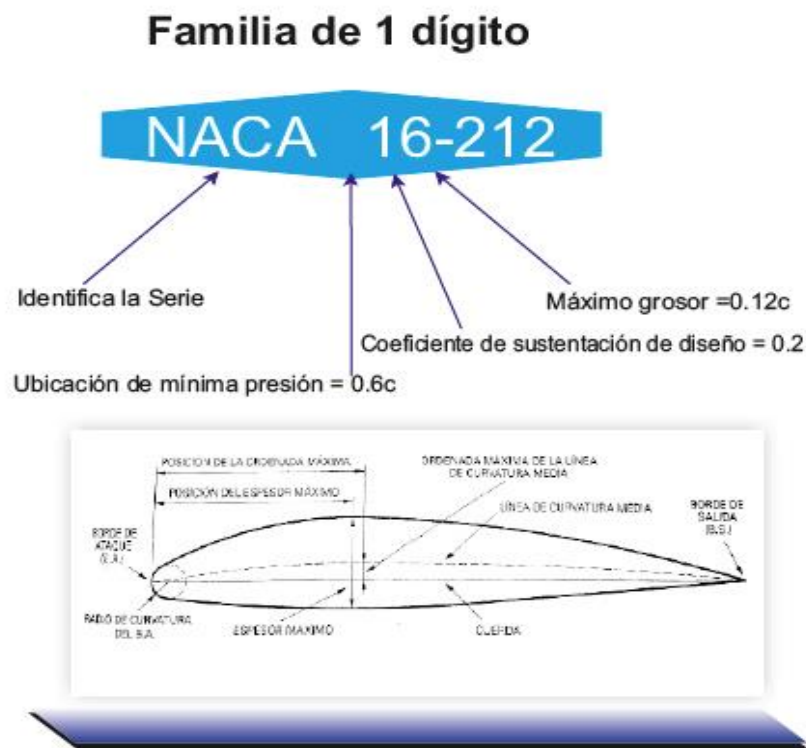 Familia de 1 dígito
NACA 16-212
Identifica la Serie
Máximo grosor =0.12c
Coeficiente de sustentación de diseño = 0.2
Ubicación de mínima presión = 0.6c
POSICIÓN DE LA ORDENADA MÁXIMA
ORDENADA MÁXIMA DE LA LÍNEA
DE CURVATURA MEDIA
POSICIÓN DEL ESPESOR MÁXIMO
LÍNEA DE CURVATURA MEDIA
BORDE DE
SALIDA
(B.S.)
BORDE DE
ATAQUE
RADIO DE CURVATURA
DEL B.A.
ESPESOR MÁXIMO
CUERDA